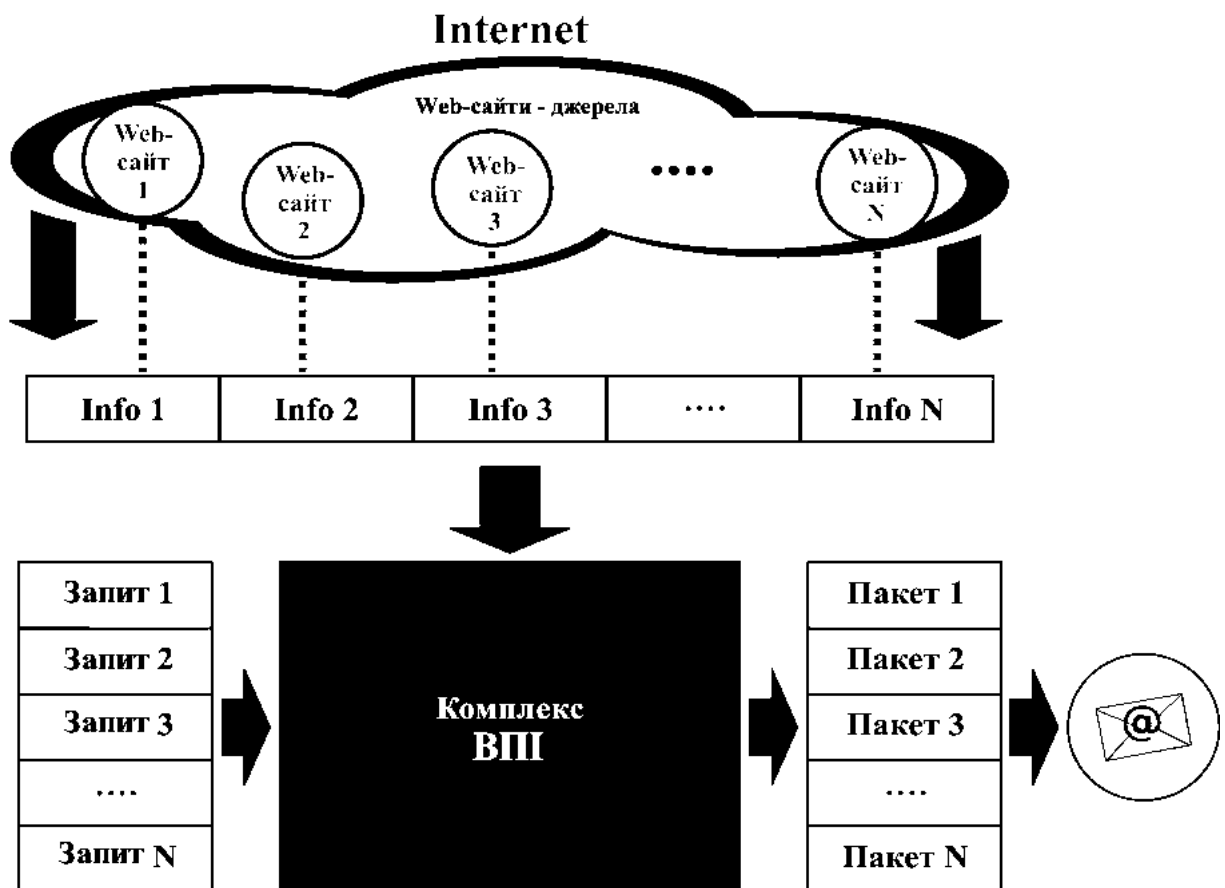 Internet
Web-сайти - джерела
Web-
сайт
1
Web-
сайт
2
Web-
сайт
3
....
Web-
сайт
N
Info 1
Info 2
Info 3
....
Info N
Запит 1
Запит 2
Запит 3
....
Запит N
Комплекс
ВПІ
Пакет 1
Пакет 2
Пакет 3
....
Пакет N
@